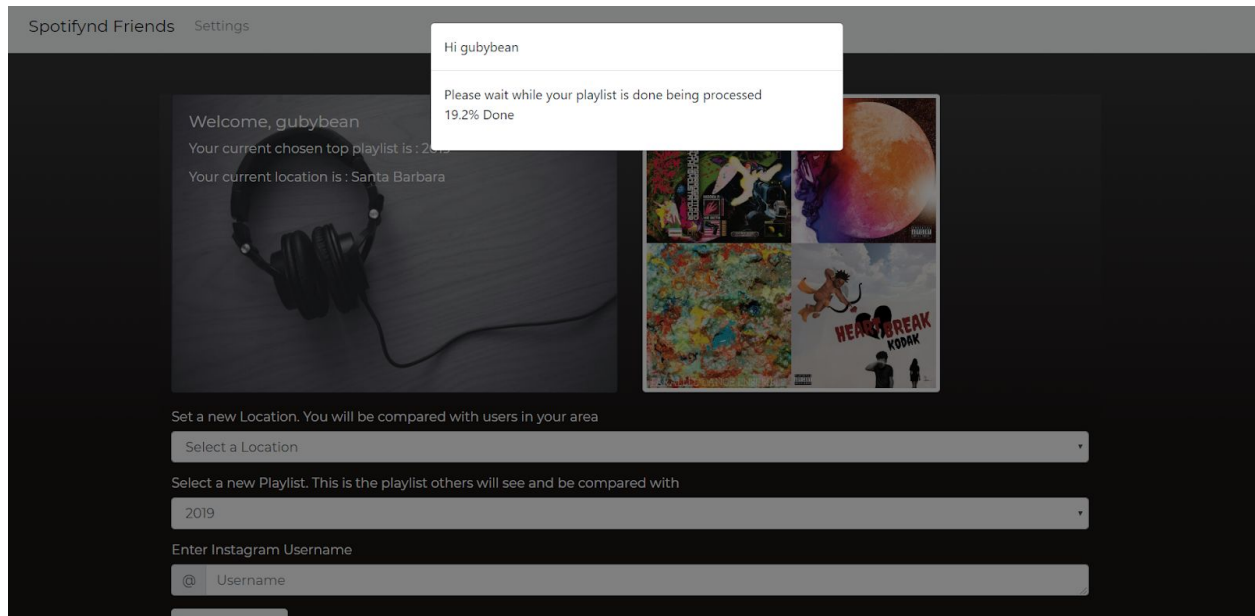 Spotifynd Friends Settings
Hi gubybean
Please wait while your playlist is done being processed
19.2% Done
Welcome, gubybean
Your current chosen top playlist is : 2019
Your current location is : Santa Barbara
HEARTBREAK
KODAK
Set a new Location. You will be compared with users in your area
Select a Location
Select a new Playlist. This is the playlist others will see and be compared with
2019
Enter Instagram Username
@ Username